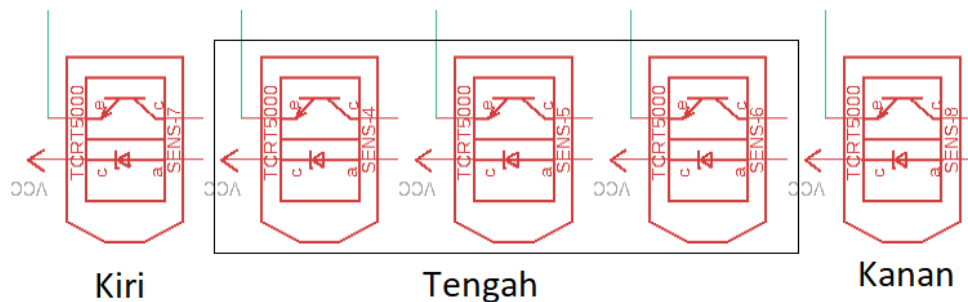 TCRT5000 e c SENS-7 c a VCC
TCRT5000 e c SENS-4 c a VCC
TCRT5000 e c SENS-5 c a VCC
TCRT5000 e c SENS-6 c a VCC
TCRT5000 e c SENS-8 c a VCC
Kiri Tengah Kanan